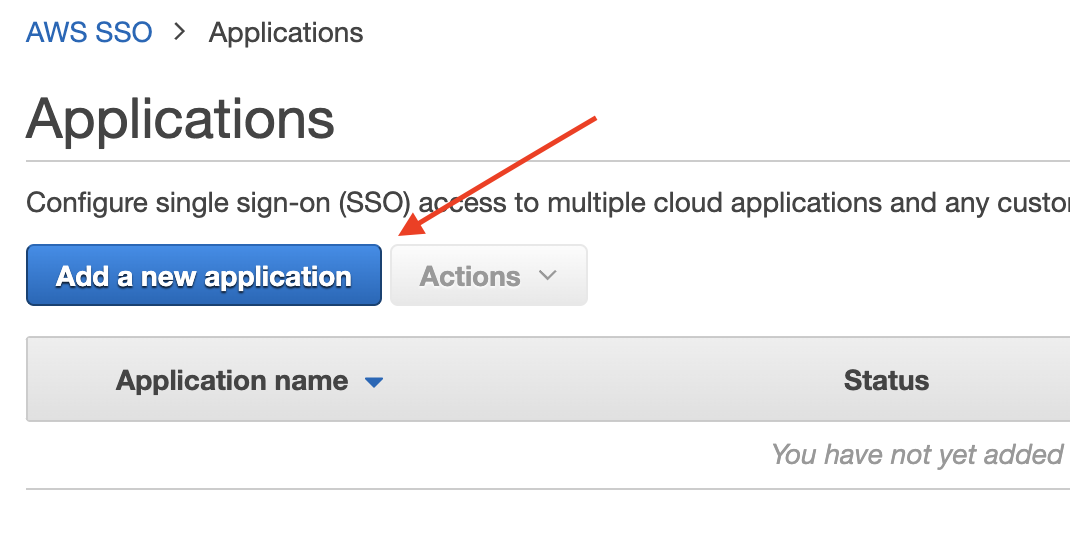 AWS SSO > Applications
Applications
Configure single sign-on (SSO) access to multiple cloud applications and any
Add a new application Actions
Application name Status
You have not yet added